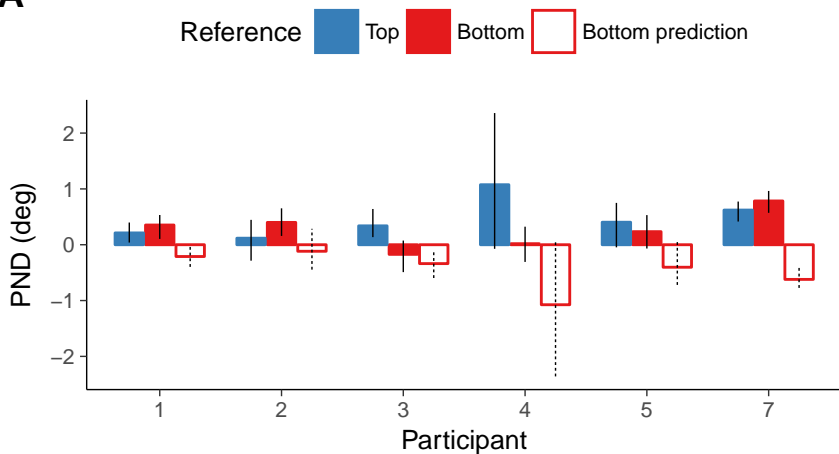 A
Reference Top Bottom Bottom prediction
PND (deg)
2
1
0
−1
−2
1 2 3 4 5 7
Participant